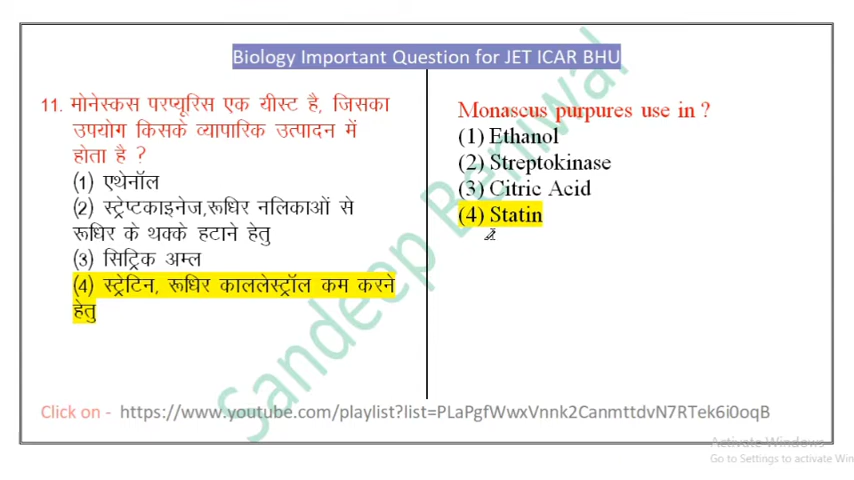 Biology Important Question for JET ICAR BHU
11. मोनेस्कस परप्यूरिस एक यीस्ट है, जिसका
उपयोग किसके व्यापारिक उत्पादन में
होता है ?
(1) एथेनॉल
(2) स्ट्रेप्टकाइनेज,रूधिर नलिकाओं से
रूधिर के थक्के हटाने हेतु
(3) सिट्रिक अम्ल
(4) स्ट्रेटिन, रूधिर काललेस्ट्रॉल कम करने
हेतु
Monascus purpures use in ?
(1) Ethanol
(2) Streptokinase
(3) Citric Acid
(4) Statin
Sandeep Beniwal
Click on - https://www.youtube.com/playlist?list=PLaPgfWwxVnnk2CanmttdvN7RTek6i0oqB
Activate Windows
Go to Settings to activate Win